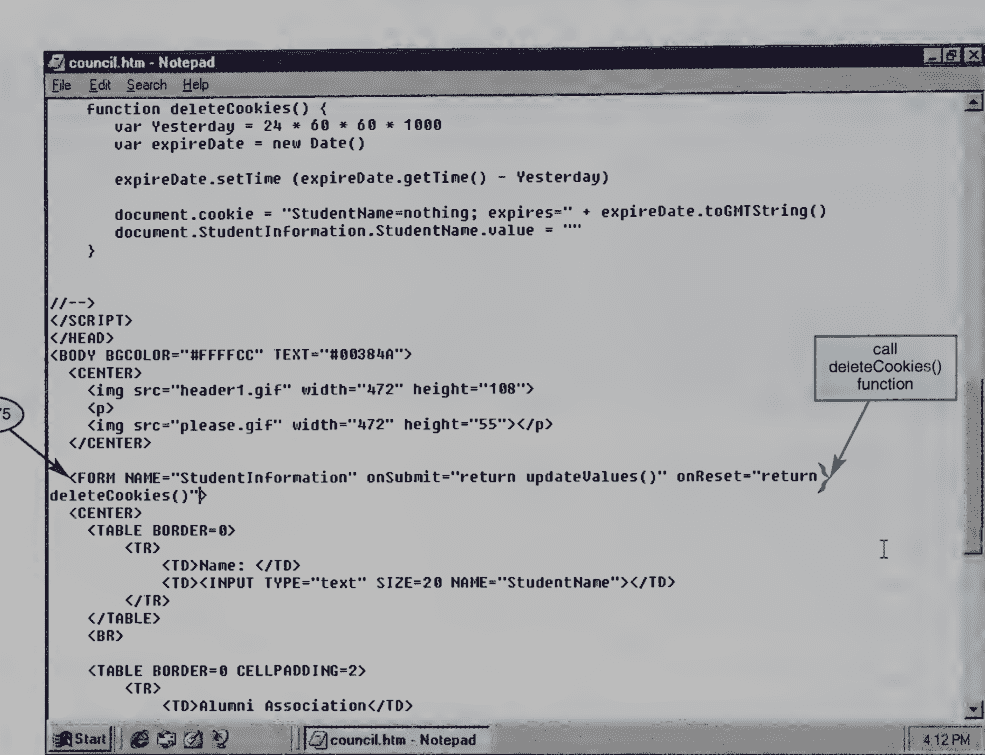 council.htm - Notepad
File Edit Search Help
function deleteCookies() {
var Yesterday = 24 * 60 * 60 * 1000
var expireDate = new Date()
expireDate.setTime (expireDate.getTime() - Yesterday)
document.cookie = "StudentName=nothing; expires=" + expireDate.toGMTString()
document.StudentInformation.StudentName.value = ""
}
//-->
</SCRIPT>
</HEAD>
<BODY BGCOLOR="#FFFFCC" TEXT="#00384A">
<CENTER>
<img src="header1.gif" width="472" height="108">
<p>
<img src="please.gif" width="472" height="55"></p>
</CENTER>
call
deleteCookies()
function
<FORM NAME="StudentInformation" onSubmit="return updateValues()" onReset="return
deleteCookies()">
<CENTER>
<TABLE BORDER=0>
<TR>
<TD>Name: </TD>
<TD><INPUT TYPE="text" SIZE=20 NAME="StudentName"></TD>
</TR>
</TABLE>
<BR>
<TABLE BORDER=0 CELLPADDING=2>
<TR>
<TD>Alumni Association</TD>
Start
council.htm - Notepad
4:12 PM